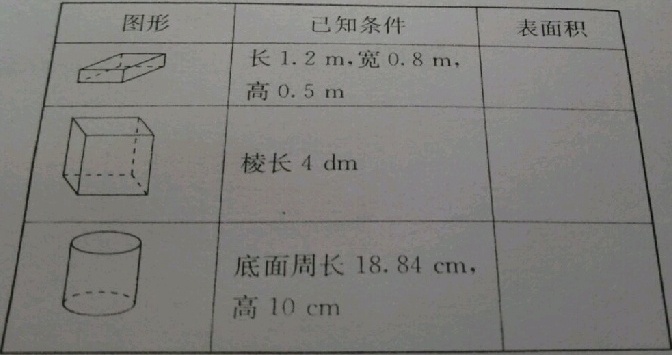 图形 已知条件 表面积
长 1.2 m,宽 0.8 m,
高 0.5 m
棱长 4 dm
底面周长 18.84 cm,
高 10 cm